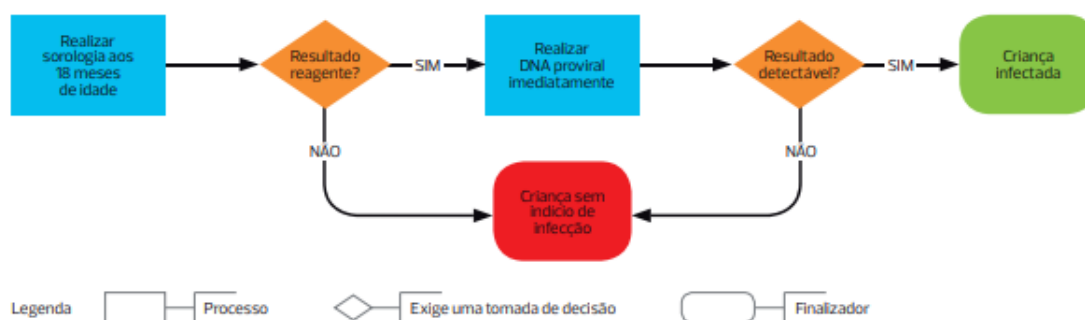 Realizar
sorologia aos
18 meses
de idade
Resultado
reagente?
SIM
Realizar
DNA proviral
imediatamente
Resultado
detectável?
SIM
Criança
infectada
NÃO
NÃO
Criança sem
indício de
infecção
Legenda
Processo
Exige uma tomada de decisão
Finalizador